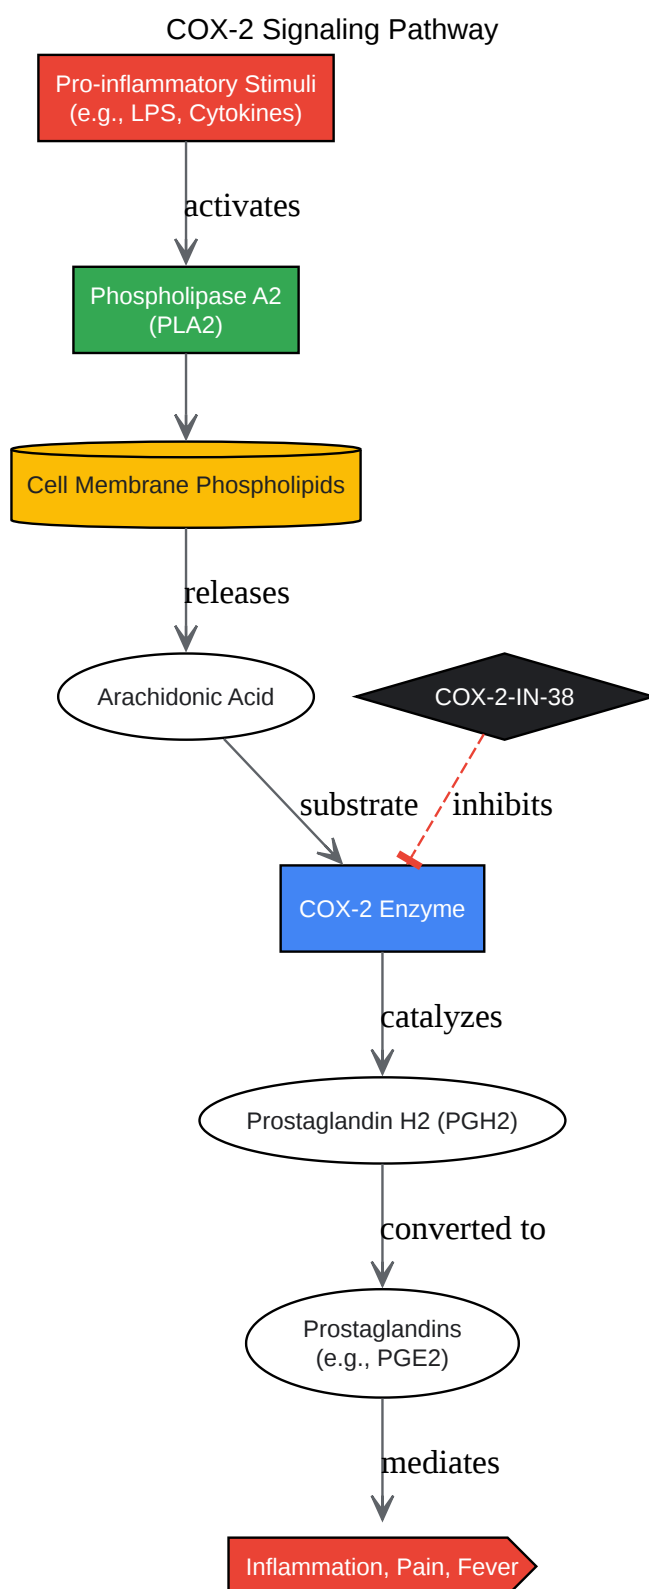 COX-2 Signaling Pathway
Pro-inflammatory Stimuli
(e.g., LPS, Cytokines)
activates
Phospholipase A2
(PLA2)
Cell Membrane Phospholipids
releases
Arachidonic Acid
COX-2-IN-38
substrate
inhibits
COX-2 Enzyme
catalyzes
Prostaglandin H2 (PGH2)
converted to
Prostaglandins
(e.g., PGE2)
mediates
Inflammation, Pain, Fever